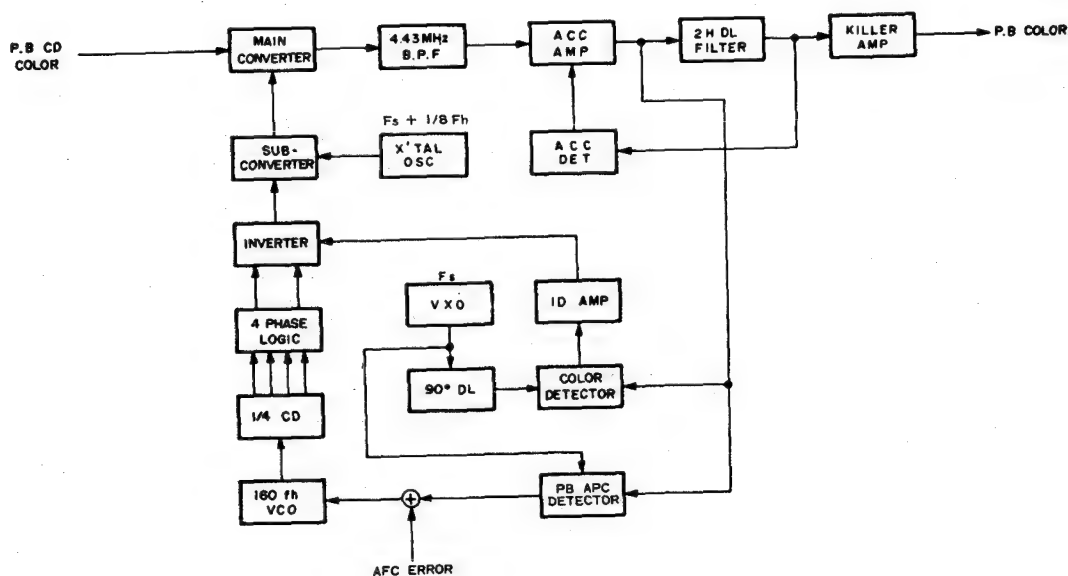 P.B CD
COLOR
MAIN
CONVERTER
4.43MHz
B.P.F
ACC
AMP
2H DL
FILTER
KILLER
AMP
P.B COLOR
Fs + 1/8 Fh
SUB-
CONVERTER
X'TAL
OSC
ACC
DET
INVERTER
Fs
VXO
ID AMP
4 PHASE
LOGIC
90° DL
COLOR
DETECTOR
1/4 CD
160 fh
VCO
+
PB APC
DETECTOR
AFC ERROR